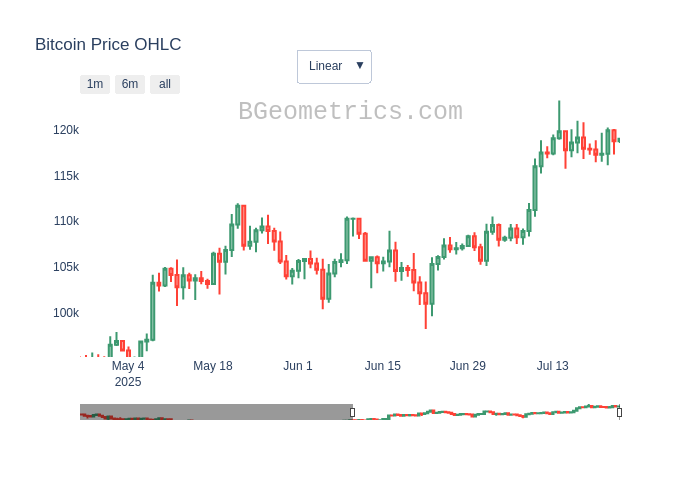 Bitcoin Price OHLC
Linear ▼
1m 6m all
BGeometrics.com
120k
115k
110k
105k
100k
May 4 May 18 Jun 1 Jun 15 Jun 29 Jul 13
2025